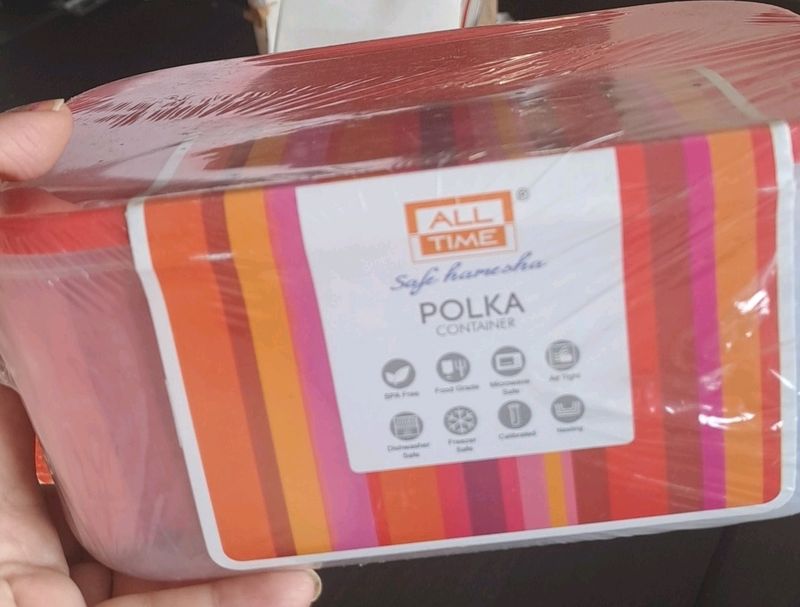 ALL
TIME
®
Safe hamesha
POLKA
CONTAINER
BPA Free
Food Grade
Microwave
Safe
Air Tight
Dishwasher
Safe
Freezer
Safe
Calibrated
Nesting